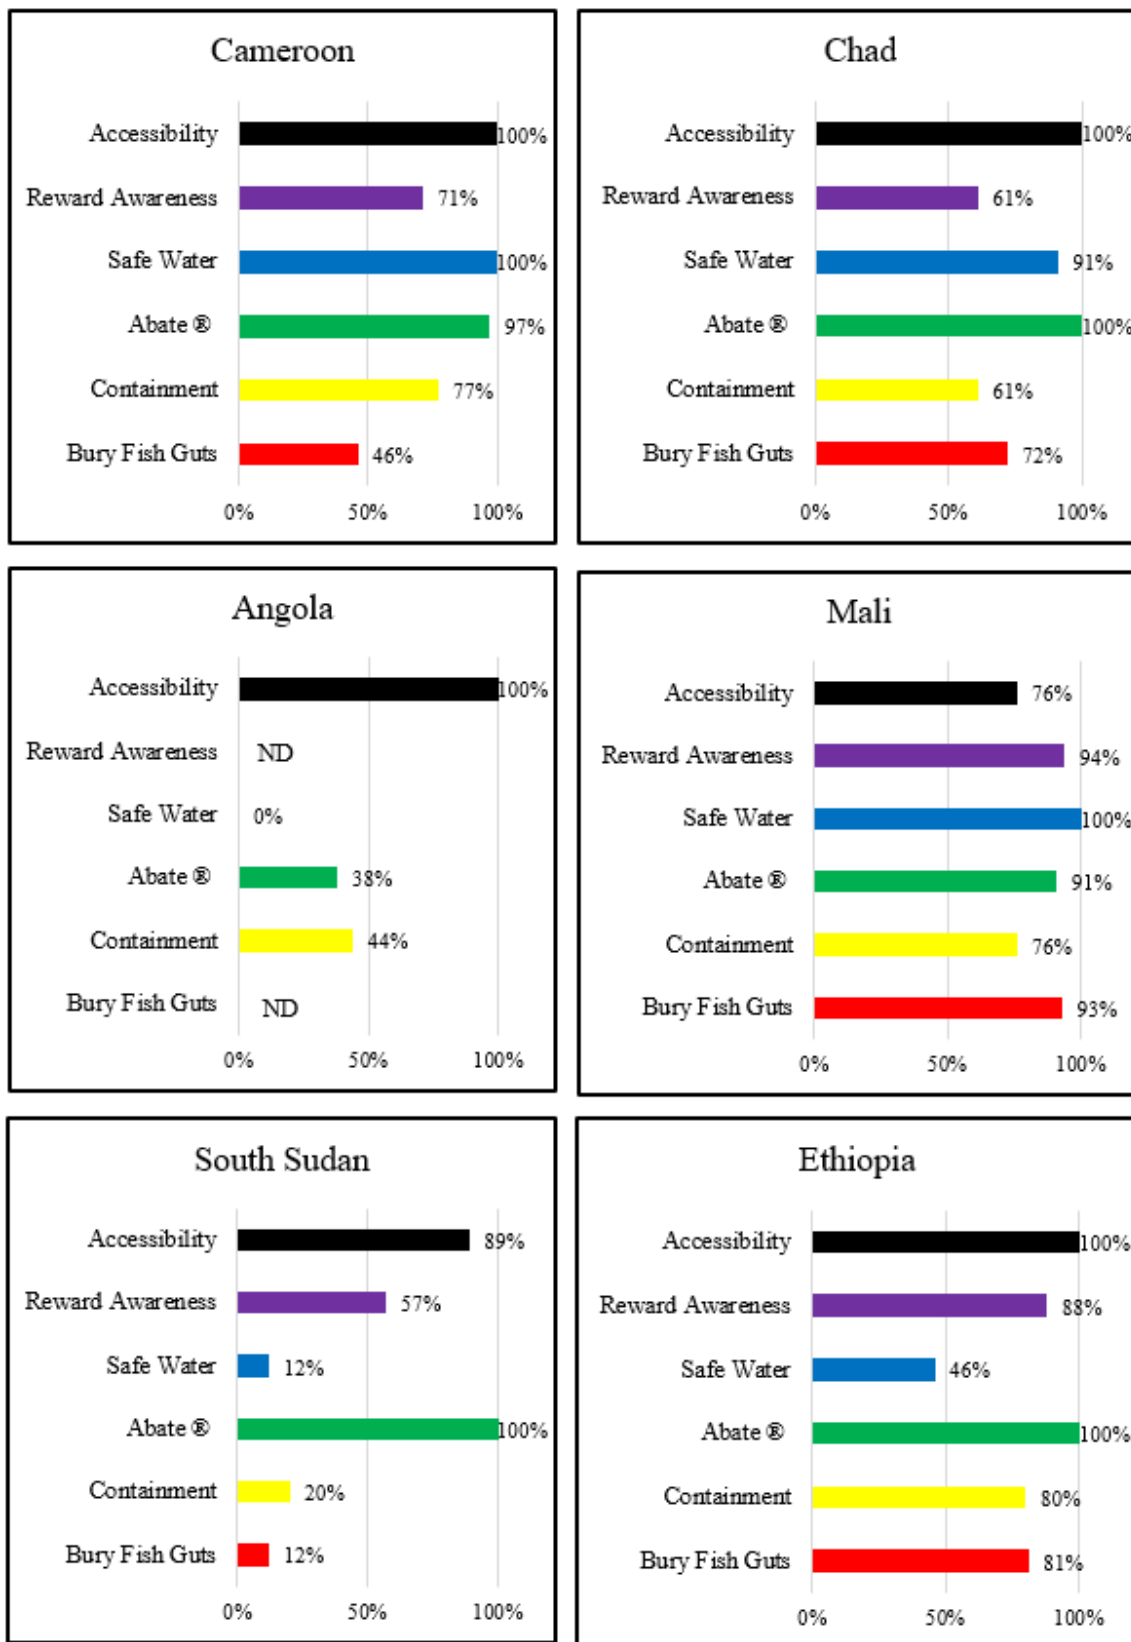 Cameroon
Accessibility 100%
Reward Awareness 71%
Safe Water 100%
Abate ® 97%
Containment 77%
Bury Fish Guts 46%
0% 50% 100%
Chad
Accessibility 100%
Reward Awareness 61%
Safe Water 91%
Abate ® 100%
Containment 61%
Bury Fish Guts 72%
0% 50% 100%
Angola
Accessibility 100%
Reward Awareness ND
Safe Water 0%
Abate ® 38%
Containment 44%
Bury Fish Guts ND
0% 50% 100%
Mali
Accessibility 76%
Reward Awareness 94%
Safe Water 100%
Abate ® 91%
Containment 76%
Bury Fish Guts 93%
0% 50% 100%
South Sudan
Accessibility 89%
Reward Awareness 57%
Safe Water 12%
Abate ® 100%
Containment 20%
Bury Fish Guts 12%
0% 50% 100%
Ethiopia
Accessibility 100%
Reward Awareness 88%
Safe Water 46%
Abate ® 100%
Containment 80%
Bury Fish Guts 81%
0% 50% 100%